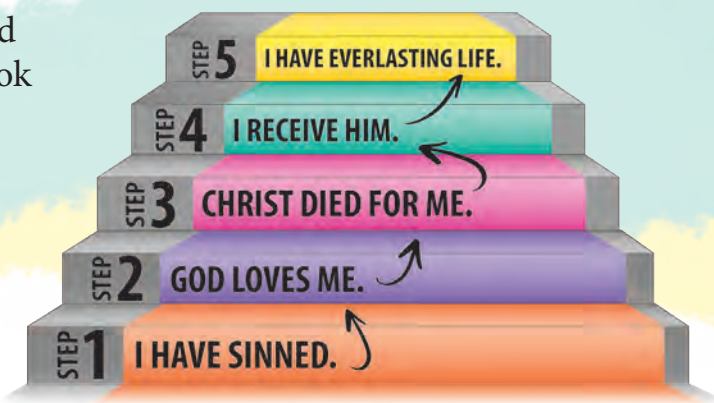 STEP 5 I HAVE EVERLASTING LIFE.
STEP 4 I RECEIVE HIM.
STEP 3 CHRIST DIED FOR ME.
STEP 2 GOD LOVES ME.
STEP 1 I HAVE SINNED.